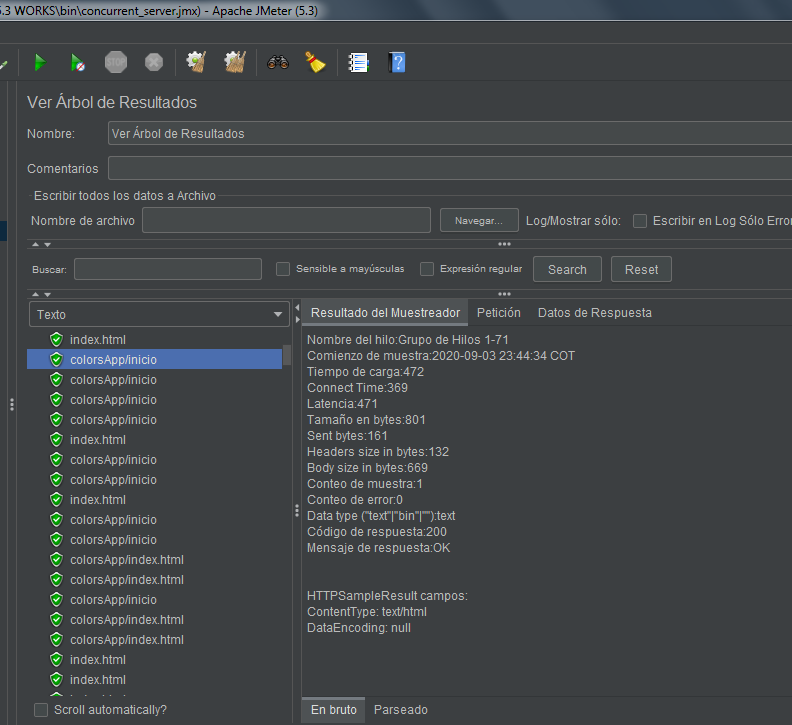 5.3 WORKS\bin\concurrent_server.jmx) - Apache JMeter (5.3)
STOP
Ver Árbol de Resultados
Nombre: Ver Árbol de Resultados
Comentarios
Escribir todos los datos a Archivo
Nombre de archivo Navegar... Log/Mostrar sólo: Escribir en Log Sólo Error
Buscar: Sensible a mayúsculas Expresión regular Search Reset
Texto
index.html
colorsApp/inicio
colorsApp/inicio
colorsApp/inicio
colorsApp/inicio
index.html
colorsApp/inicio
colorsApp/inicio
index.html
colorsApp/inicio
colorsApp/inicio
colorsApp/index.html
colorsApp/index.html
colorsApp/inicio
colorsApp/index.html
colorsApp/index.html
index.html
index.html
Scroll automatically?
Resultado del Muestreador Petición Datos de Respuesta
Nombre del hilo:Grupo de Hilos 1-71
Comienzo de muestra:2020-09-03 23:44:34 COT
Tiempo de carga:472
Connect Time:369
Latencia:471
Tamaño en bytes:801
Sent bytes:161
Headers size in bytes:132
Body size in bytes:669
Conteo de muestra:1
Conteo de error:0
Data type ("text"|"bin"|""):text
Código de respuesta:200
Mensaje de respuesta:OK
HTTPSampleResult campos:
ContentType: text/html
DataEncoding: null
En bruto Parseado